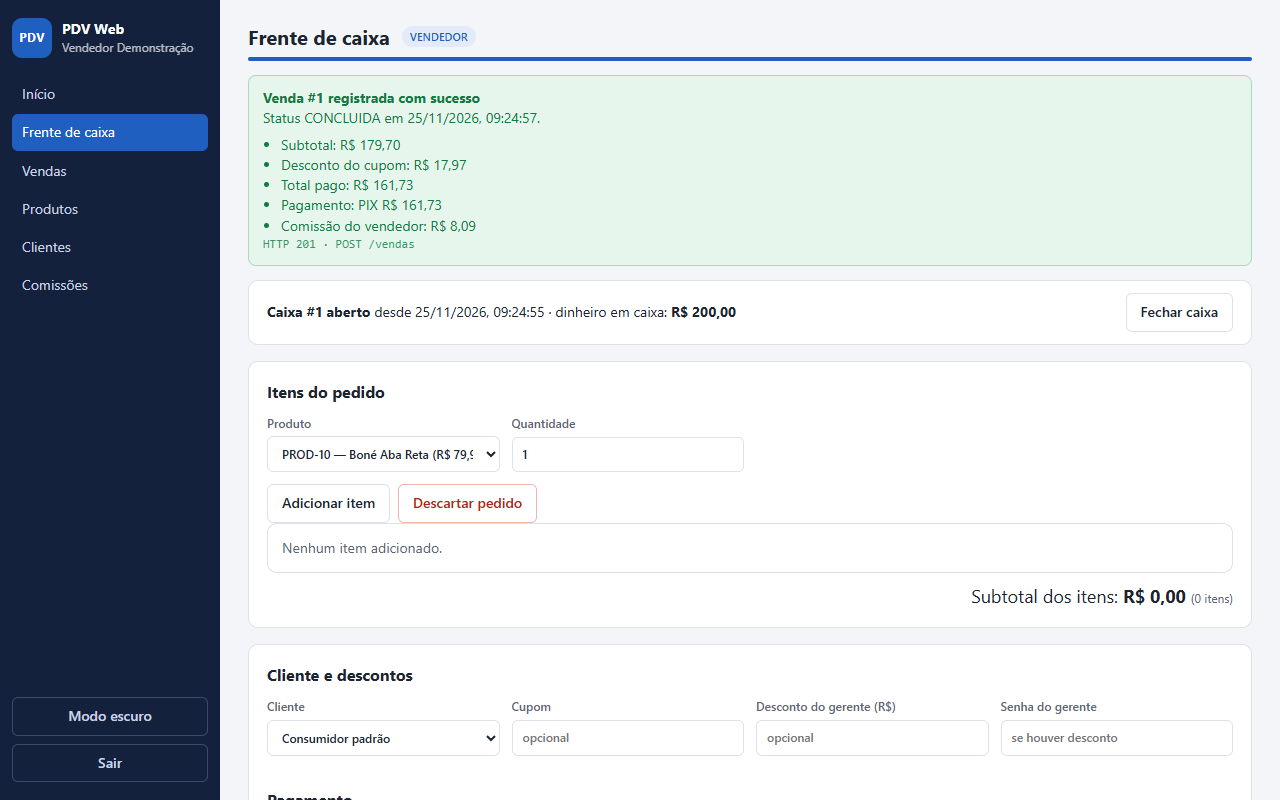 PDV
PDV Web
Vendedor Demonstração
Início
Frente de caixa
Vendas
Produtos
Clientes
Comissões
Modo escuro
Sair
Frente de caixa
VENDEDOR
Venda #1 registrada com sucesso
Status CONCLUIDA em 25/11/2026, 09:24:57.
• Subtotal: R$ 179,70
• Desconto do cupom: R$ 17,97
• Total pago: R$ 161,73
• Pagamento: PIX R$ 161,73
• Comissão do vendedor: R$ 8,09
HTTP 201 · POST /vendas
Caixa #1 aberto desde 25/11/2026, 09:24:55 · dinheiro em caixa: R$ 200,00
Fechar caixa
Itens do pedido
Produto
Quantidade
PROD-10 — Boné Aba Reta (R$ 79,9
1
Adicionar item
Descartar pedido
Nenhum item adicionado.
Subtotal dos itens: R$ 0,00 (0 itens)
Cliente e descontos
Cliente
Cupom
Desconto do gerente (R$)
Senha do gerente
Consumidor padrão
opcional
opcional
se houver desconto
Pagamento